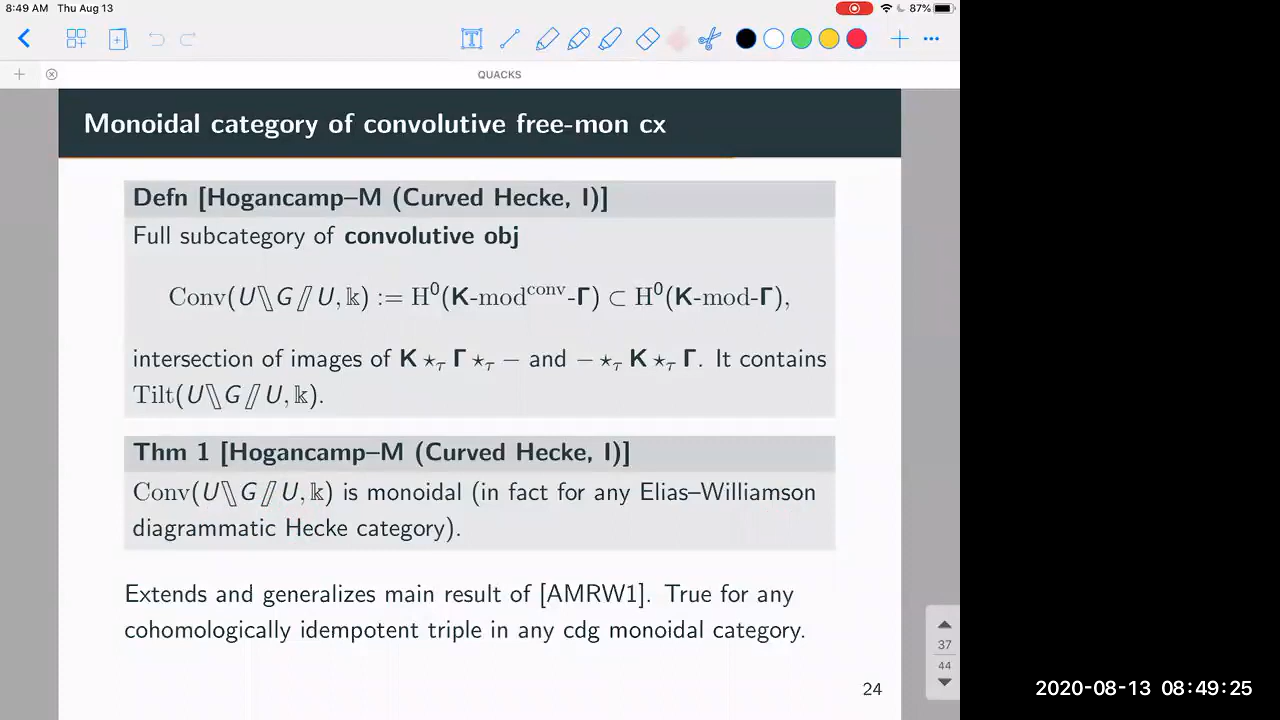 8:49 AM Thu Aug 13
87%
QUACKS
Monoidal category of convolutive free-mon cx
Defn [Hogancamp–M (Curved Hecke, I)]
Full subcategory of convolutive obj
Conv(U\\G⫽U, 𝕜) := H⁰(K-modᶜᵒⁿᵛ-Γ) ⊂ H⁰(K-mod-Γ),
intersection of images of K ⋆_τ Γ ⋆_τ − and − ⋆_τ K ⋆_τ Γ. It contains
Tilt(U\\G⫽U, 𝕜).
Thm 1 [Hogancamp–M (Curved Hecke, I)]
Conv(U\\G⫽U, 𝕜) is monoidal (in fact for any Elias–Williamson
diagrammatic Hecke category).
Extends and generalizes main result of [AMRW1]. True for any
cohomologically idempotent triple in any cdg monoidal category.
37
44
24
2020-08-13 08:49:25